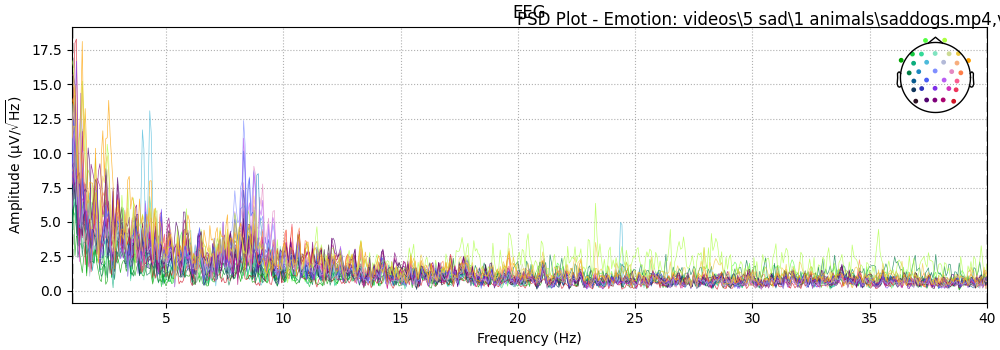 EEG
PSD Plot - Emotion: videos\5 sad\1 animals\saddogs.mp4,v
Amplitude (µV/√Hz)
17.5
15.0
12.5
10.0
7.5
5.0
2.5
0.0
5 10 15 20 25 30 35 40
Frequency (Hz)